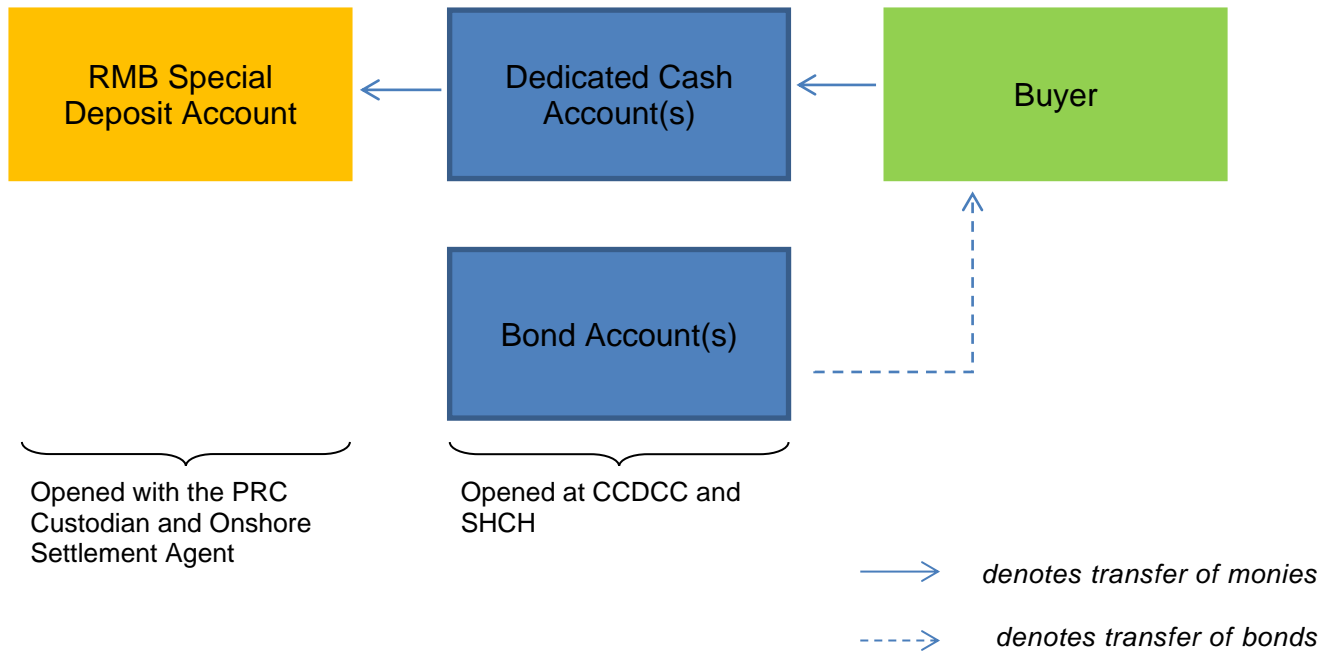 RMB Special
Deposit Account
Dedicated Cash
Account(s)
Buyer
Bond Account(s)
Opened with the PRC
Custodian and Onshore
Settlement Agent
Opened at CCDCC and
SHCH
denotes transfer of monies
denotes transfer of bonds